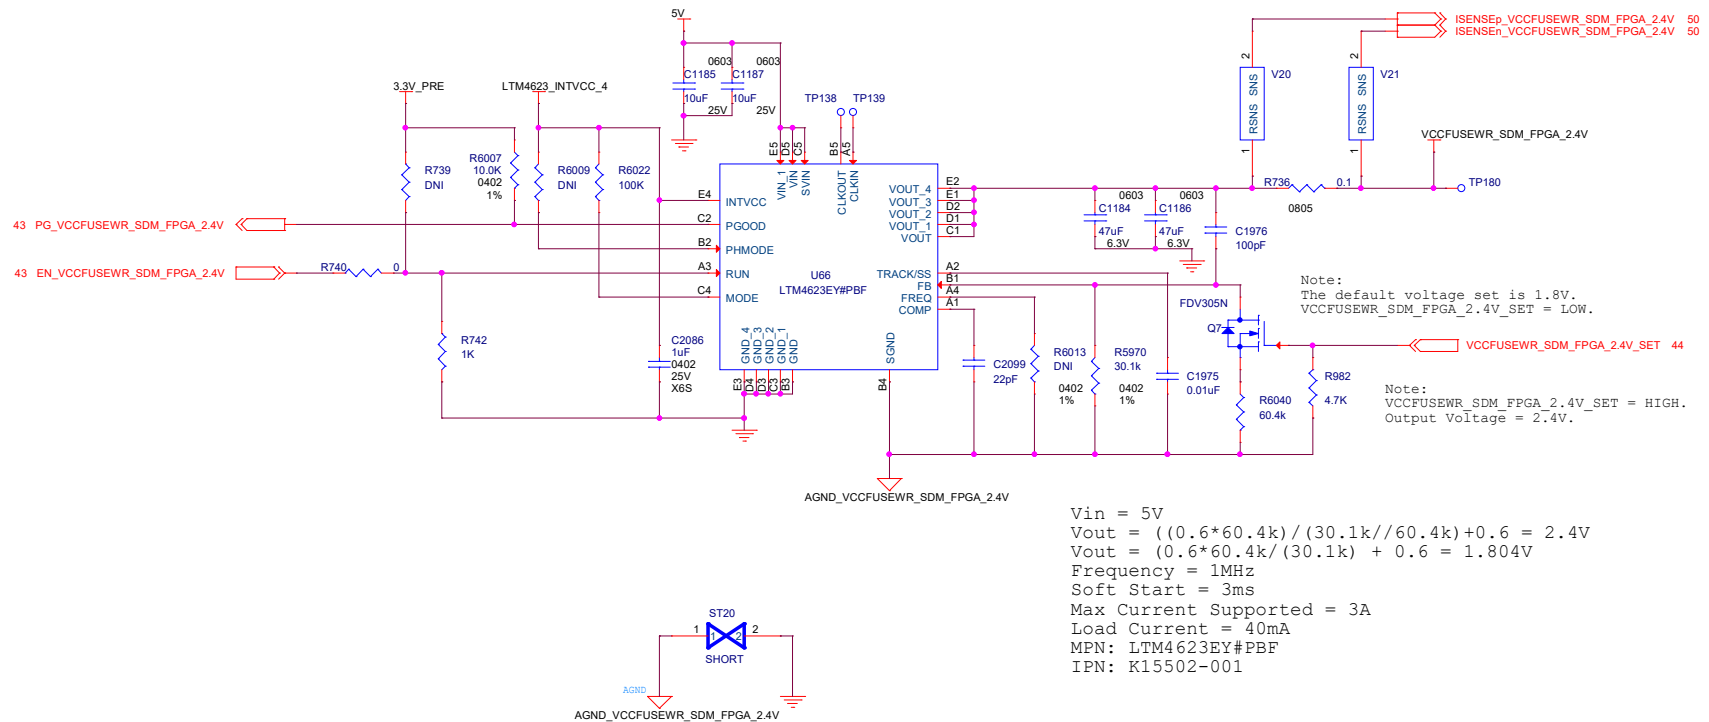 5V
ISENSEp_VCCFUSEWR_SDM_FPGA_2.4V 50
ISENSEn_VCCFUSEWR_SDM_FPGA_2.4V 50
0603 0603
C1185 C1187
10uF 10uF
25V 25V
3.3V_PRE
LTM4623_INTVCC_4
TP138 TP139
2 RSNS SNS 1 V20
2 RSNS SNS 1 V21
VCCFUSEWR_SDM_FPGA_2.4V
R6007
10.0K
0402
1%
R739
DNI
R6009
DNI
R6022
100K
E5 D5 C5 B5 A5
VIN_1 VIN SVIN CLKOUT CLKIN
E4 INTVCC
C2 PGOOD
B2 PHMODE
A3 RUN
C4 MODE
U66
LTM4623EY#PBF
VOUT_4 E2
VOUT_3 E1
VOUT_2 D2
VOUT_1 D1
VOUT C1
TRACK/SS A2
FB B1
FREQ A4
COMP A1
GND_4 GND_3 GND_2 GND_1 GND SGND
E3 D4 D3 C3 B3 B4
43 PG_VCCFUSEWR_SDM_FPGA_2.4V
43 EN_VCCFUSEWR_SDM_FPGA_2.4V
R740 0
R742
1K
C2086
1uF
0402
25V
X6S
0603 0603
C1184 C1186
47uF 47uF
6.3V 6.3V
R736 0.1
0805
TP180
C1976
100pF
Note:
The default voltage set is 1.8V.
VCCFUSEWR_SDM_FPGA_2.4V_SET = LOW.
FDV305N
Q7
VCCFUSEWR_SDM_FPGA_2.4V_SET 44
C2099
22pF
R6013
DNI
0402
1%
R5970
30.1k
0402
1%
C1975
0.01uF
R6040
60.4k
R982
4.7K
Note:
VCCFUSEWR_SDM_FPGA_2.4V_SET = HIGH.
Output Voltage = 2.4V.
AGND_VCCFUSEWR_SDM_FPGA_2.4V
Vin = 5V
Vout = ((0.6*60.4k)/(30.1k//60.4k)+0.6 = 2.4V
Vout = (0.6*60.4k/(30.1k) + 0.6 = 1.804V
Frequency = 1MHz
Soft Start = 3ms
Max Current Supported = 3A
Load Current = 40mA
MPN: LTM4623EY#PBF
IPN: K15502-001
ST20
1 1 2 2
SHORT
AGND
AGND_VCCFUSEWR_SDM_FPGA_2.4V